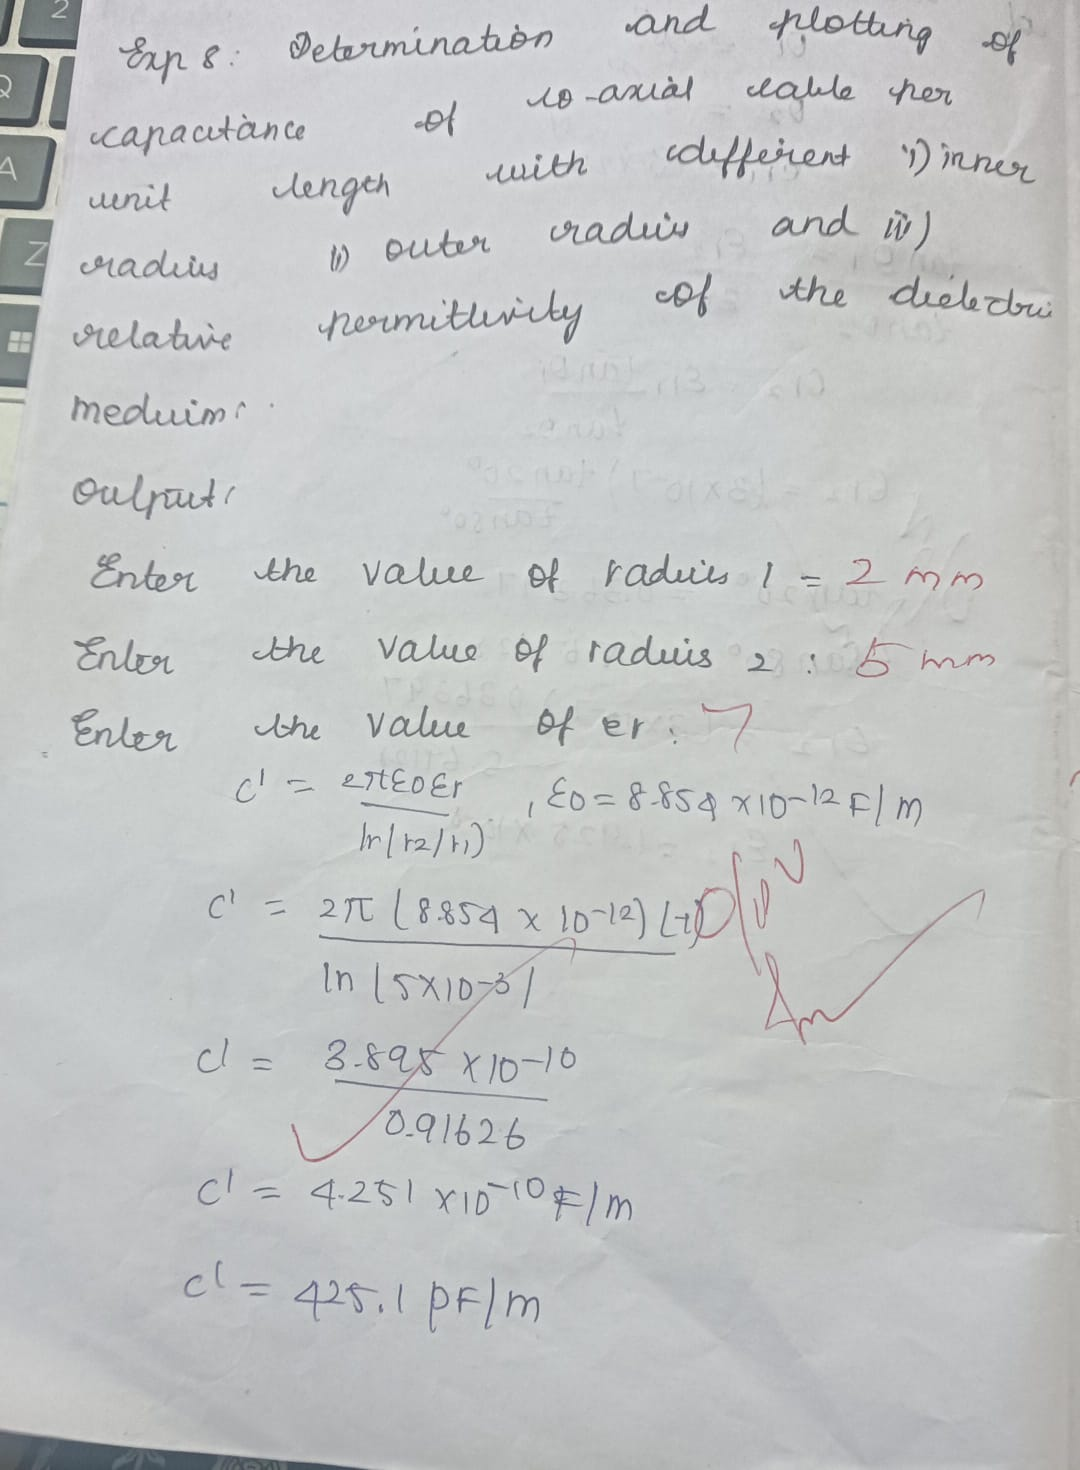 Exp 8: Determination and plotting of
capacitance of co-axial cable per
unit length with different i) inner
radius ii) outer radius and iii)
relative permittivity of the dielectric
meduim:
Output:
Enter the value of radius 1 = 2 mm
Enter the value of radius 2 : 5 mm
Enter the value of er : 7
C' = 2πε0εr / ln(r2/r1) , ε0 = 8.854 × 10-12 F/m
C' = 2π (8.854 × 10-12) (7)
ln (5×10-3)
C' = 3.895 × 10-10
0.91626
C' = 4.251 × 10-10 F/m
C' = 425.1 pF/m
2
Q
A
Z